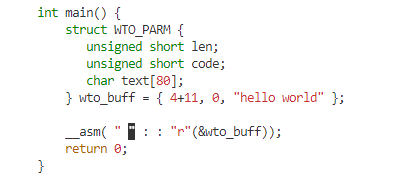 int main() {
struct WTO_PARM {
unsigned short len;
unsigned short code;
char text[80];
} wto_buff = { 4+11, 0, "hello world" };
__asm( " " : : "r"(&wto_buff));
return 0;
}